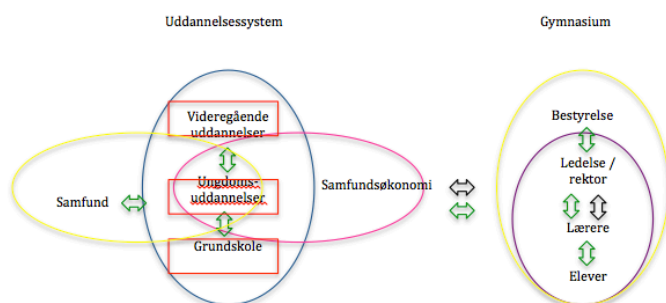 Uddannelsessystem
Gymnasium
Videregående
uddannelser
Ungdoms-
uddannelser
Grundskole
Samfund
Samfundsøkonomi
Bestyrelse
Ledelse /
rektor
Lærere
Elever